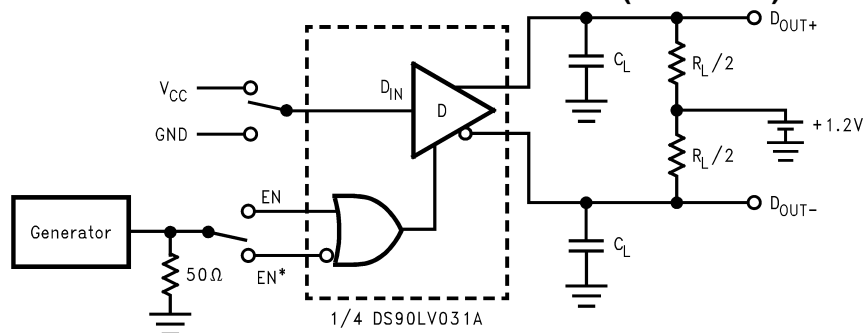 D_OUT+
C_L
R_L/2
V_CC
D_IN
D
GND
+1.2V
R_L/2
EN
Generator
D_OUT−
50Ω
EN*
C_L
1/4 DS90LV031A